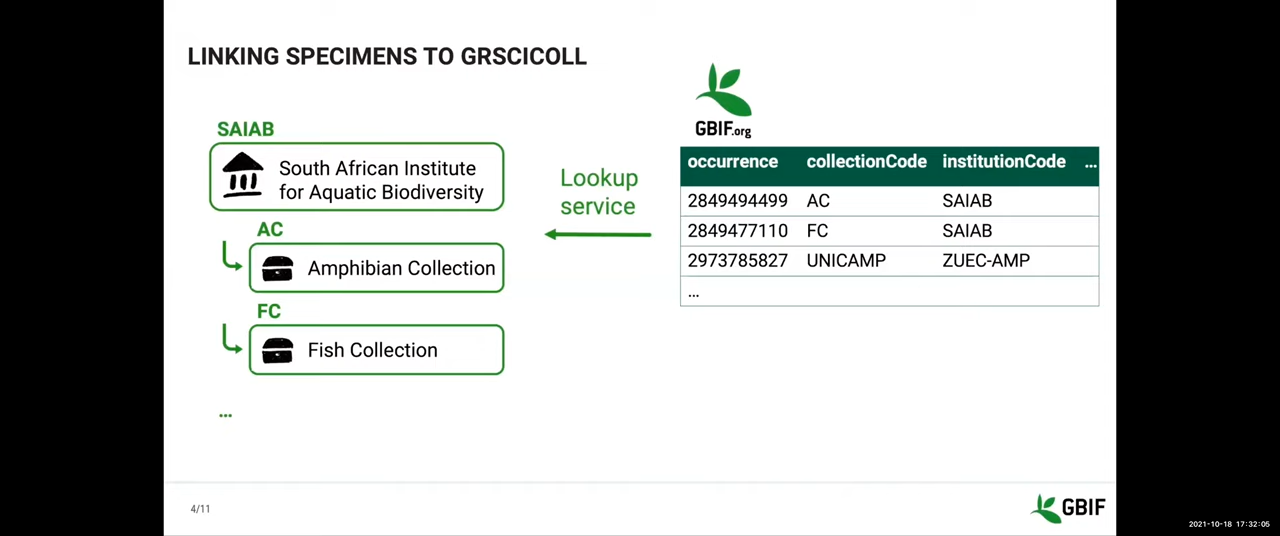 LINKING SPECIMENS TO GRSCICOLL
SAIAB
South African Institute
for Aquatic Biodiversity
AC
Amphibian Collection
FC
Fish Collection
...
Lookup
service
GBIF.org
occurrence collectionCode institutionCode ...
2849494499 AC SAIAB
2849477110 FC SAIAB
2973785827 UNICAMP ZUEC-AMP
...
4/11
GBIF
2021-10-18 17:32:05